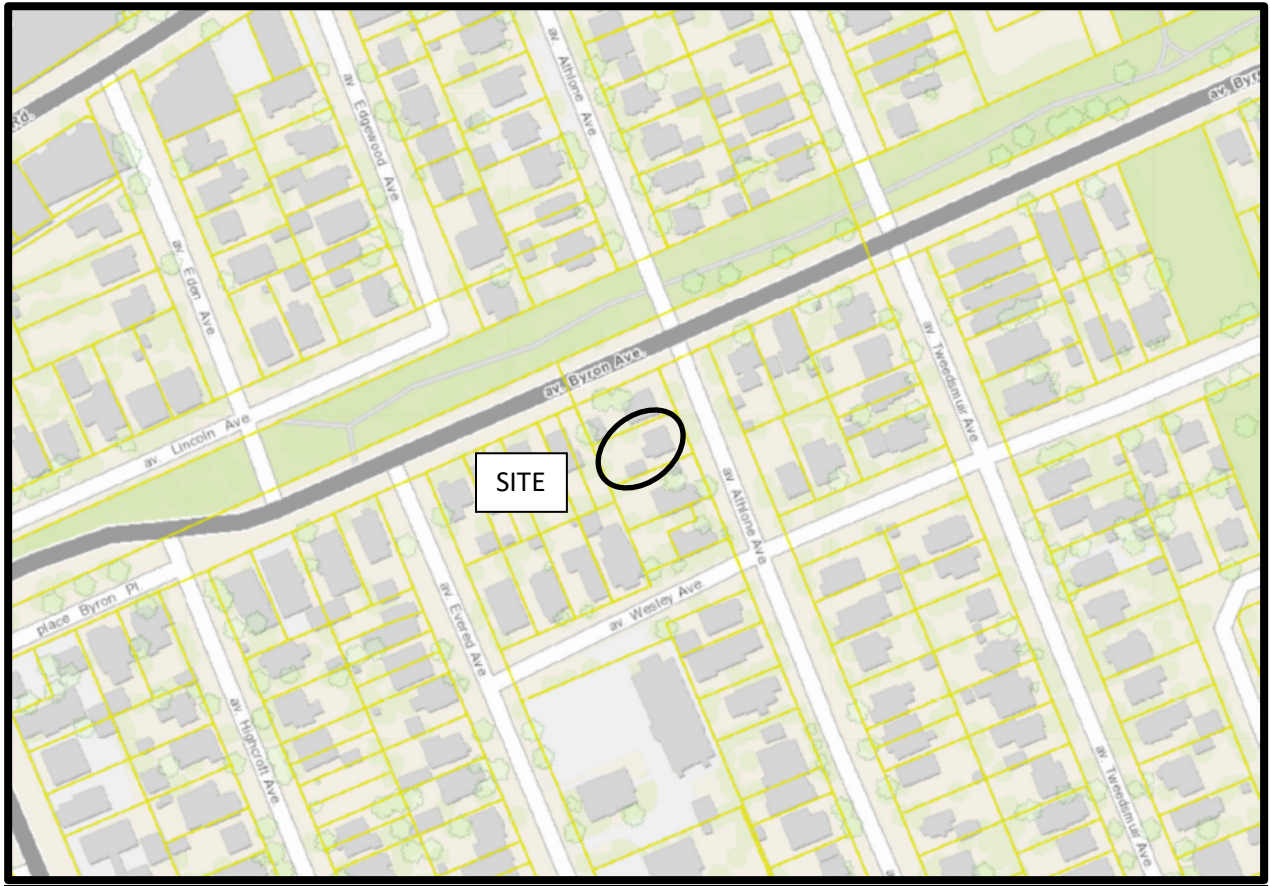 Rd.
av. Edgewood Ave
av. Athlone Ave
av. Byr
av. Eden Ave
av. Tweedsmuir Ave
av. Byron Ave.
av. Lincoln Ave
SITE
av. Athlone Ave
place Byron Pl
av. Evered Ave
av. Wesley Ave
av. Highcroft Ave
av. Tweedsmuir Ave